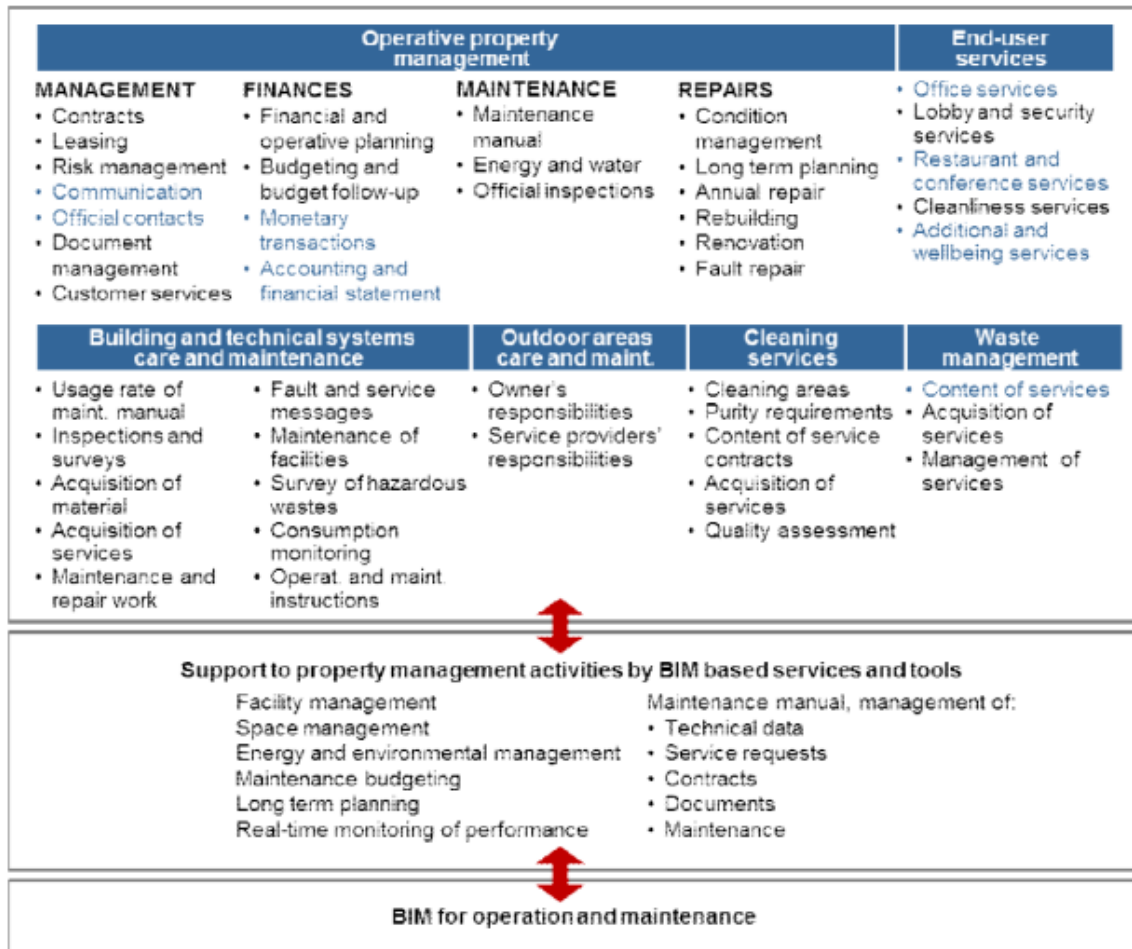 Operative property
management
End-user
services
MANAGEMENT
• Contracts
• Leasing
• Risk management
• Communication
• Official contacts
• Document
management
• Customer services
FINANCES
• Financial and
operative planning
• Budgeting and
budget follow-up
• Monetary
transactions
• Accounting and
financial statement
MAINTENANCE
• Maintenance
manual
• Energy and water
• Official inspections
REPAIRS
• Condition
management
• Long term planning
• Annual repair
• Rebuilding
• Renovation
• Fault repair
• Office services
• Lobby and security
services
• Restaurant and
conference services
• Cleanliness services
• Additional and
wellbeing services
Building and technical systems
care and maintenance
• Usage rate of
maint. manual
• Inspections and
surveys
• Acquisition of
material
• Acquisition of
services
• Maintenance and
repair work
• Fault and service
messages
• Maintenance of
facilities
• Survey of hazardous
wastes
• Consumption
monitoring
• Operat. and maint.
instructions
Outdoor areas
care and maint.
• Owner's
responsibilities
• Service providers'
responsibilities
Cleaning
services
• Cleaning areas
• Purity requirements
• Content of service
contracts
• Acquisition of
services
• Quality assessment
Waste
management
• Content of services
• Acquisition of
services
• Management of
services
Support to property management activities by BIM based services and tools
Facility management
Space management
Energy and environmental management
Maintenance budgeting
Long term planning
Real-time monitoring of performance
Maintenance manual, management of:
• Technical data
• Service requests
• Contracts
• Documents
• Maintenance
BIM for operation and maintenance